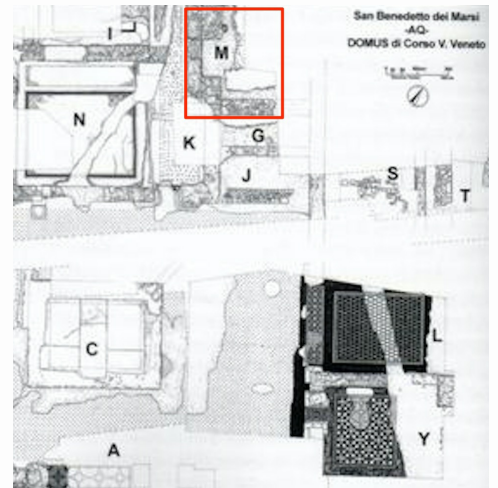 San Benedetto dei Marsi
-AQ-
DOMUS di Corso V. Veneto
I
M
N
K
G
J
S
T
C
L
Y
A